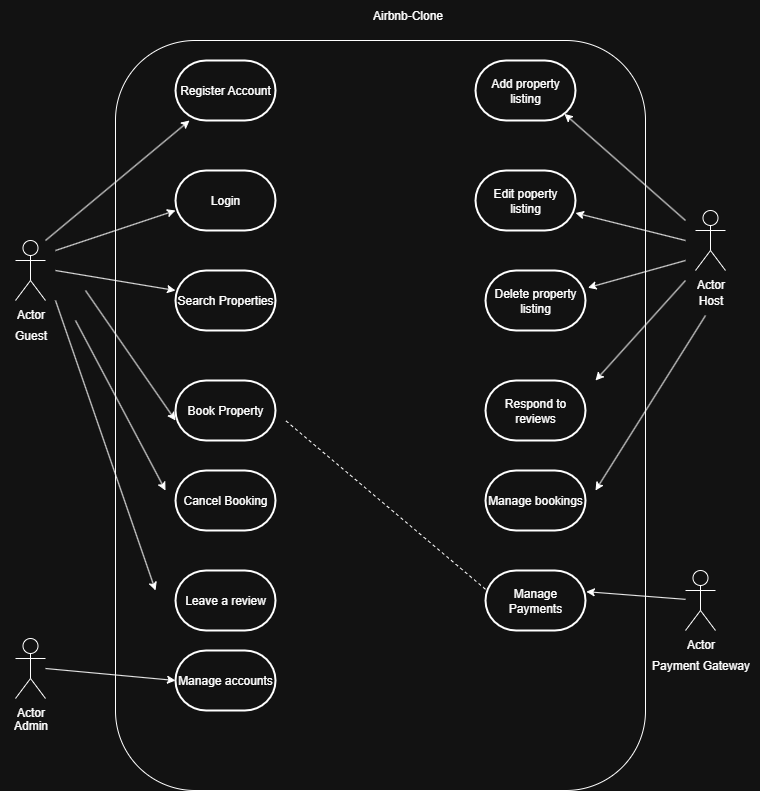 Airbnb-Clone
Register Account
Add property
listing
Login
Edit poperty
listing
Actor
Guest
Actor
Host
Search Properties
Delete property
listing
Book Property
Respond to
reviews
Cancel Booking
Manage bookings
Leave a review
Manage
Payments
Actor
Payment Gateway
Manage accounts
Actor
Admin